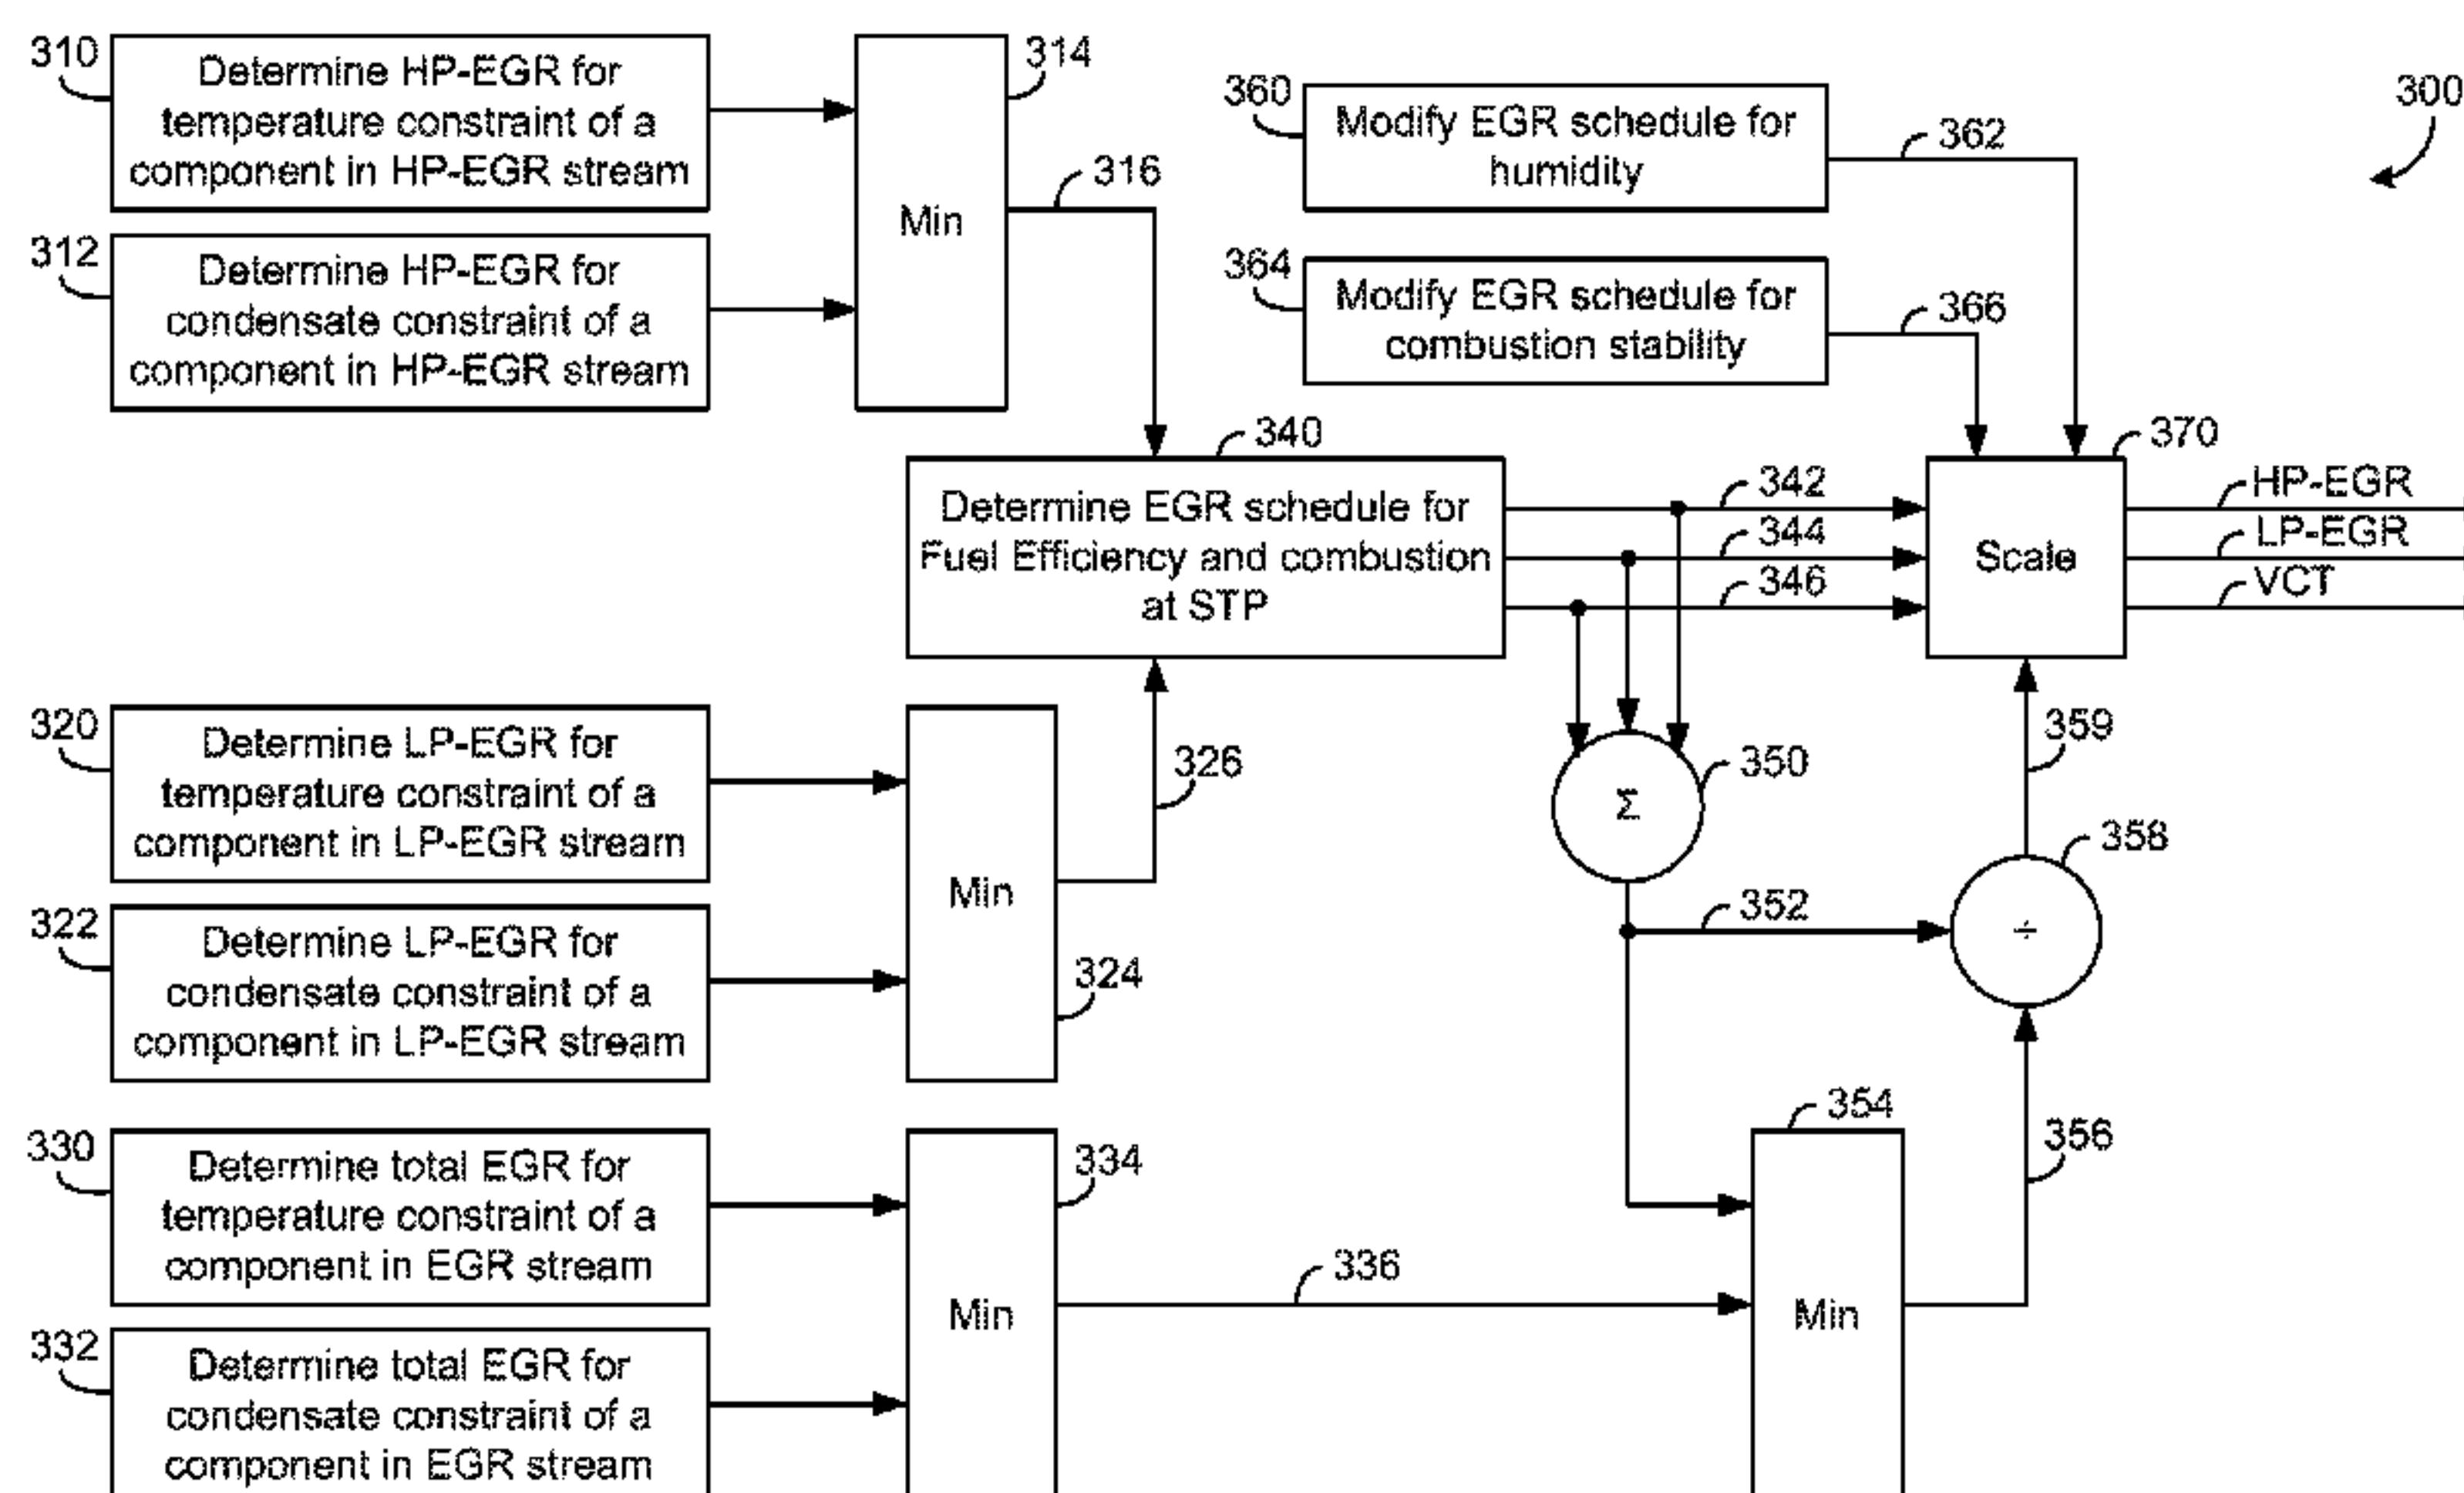 310
Determine HP-EGR for
temperature constraint of a
component in HP-EGR stream
312
Determine HP-EGR for
condensate constraint of a
component in HP-EGR stream
314
Min
316
360
Modify EGR schedule for
humidity
362
300
364
Modify EGR schedule for
combustion stability
366
340
Determine EGR schedule for
Fuel Efficiency and combustion
at STP
342
344
346
370
Scale
HP-EGR
LP-EGR
VCT
320
Determine LP-EGR for
temperature constraint of a
component in LP-EGR stream
322
Determine LP-EGR for
condensate constraint of a
component in LP-EGR stream
Min
324
326
Σ
350
352
359
358
÷
330
Determine total EGR for
temperature constraint of a
component in EGR stream
332
Determine total EGR for
condensate constraint of a
component in EGR stream
334
Min
336
354
Min
356